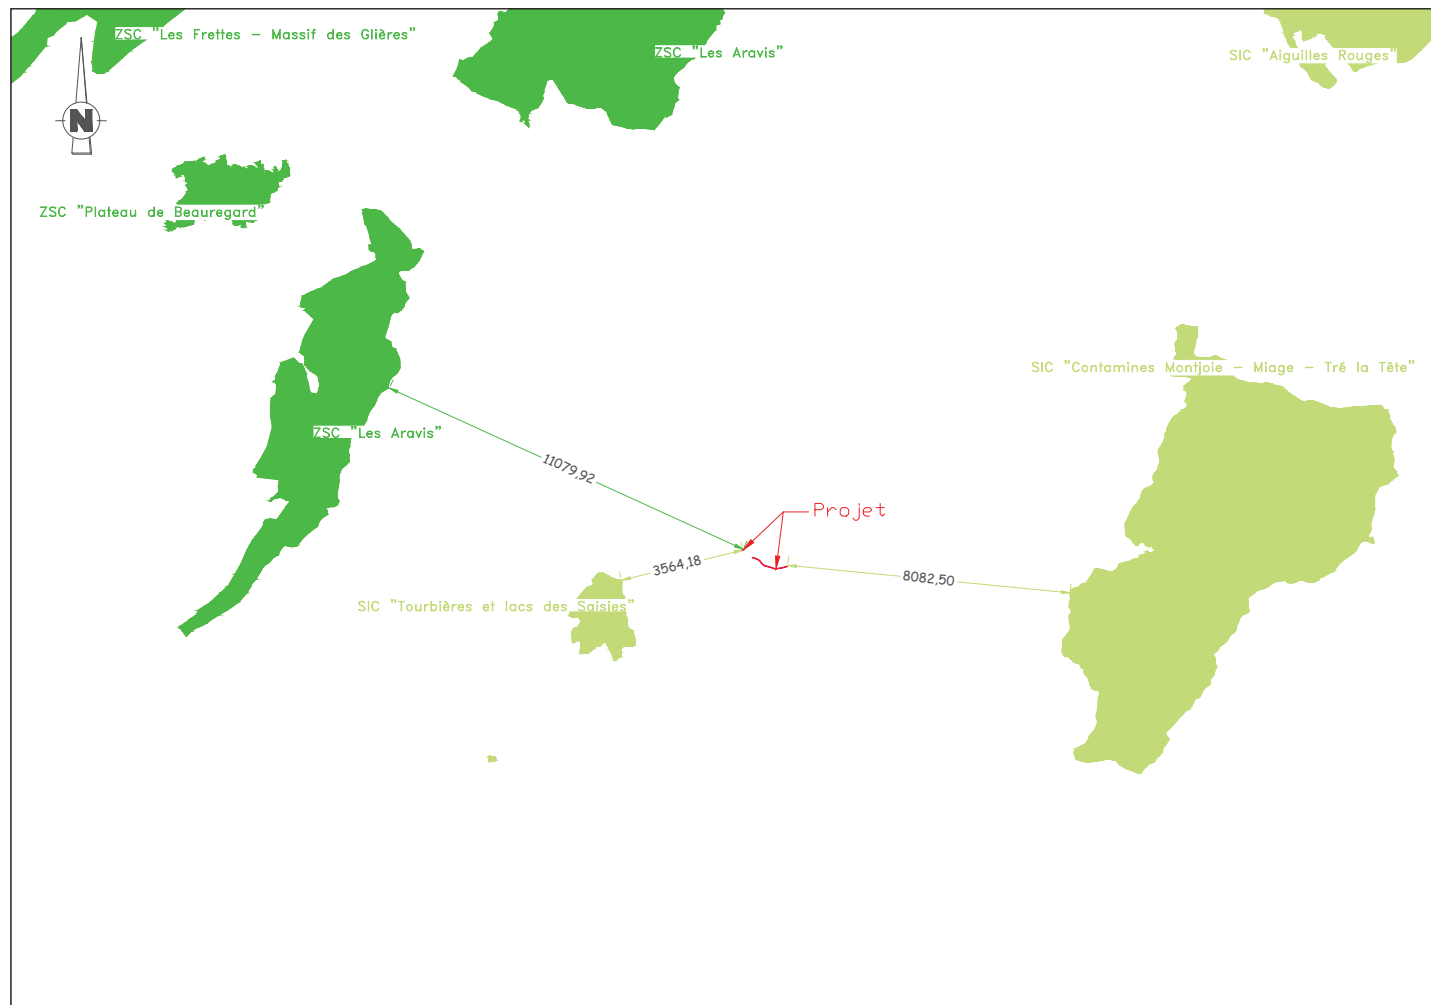 ZSC "Les Frettes - Massif des Glières"
ZSC "Les Aravis"
SIC "Aiguilles Rouges"
N
ZSC "Plateau de Beauregard"
SIC "Contamines Montjoie - Miage - Tré la Tête"
ZSC "Les Aravis"
11079,92
Projet
3564,18
8082,50
SIC "Tourbières et lacs des Saisies"